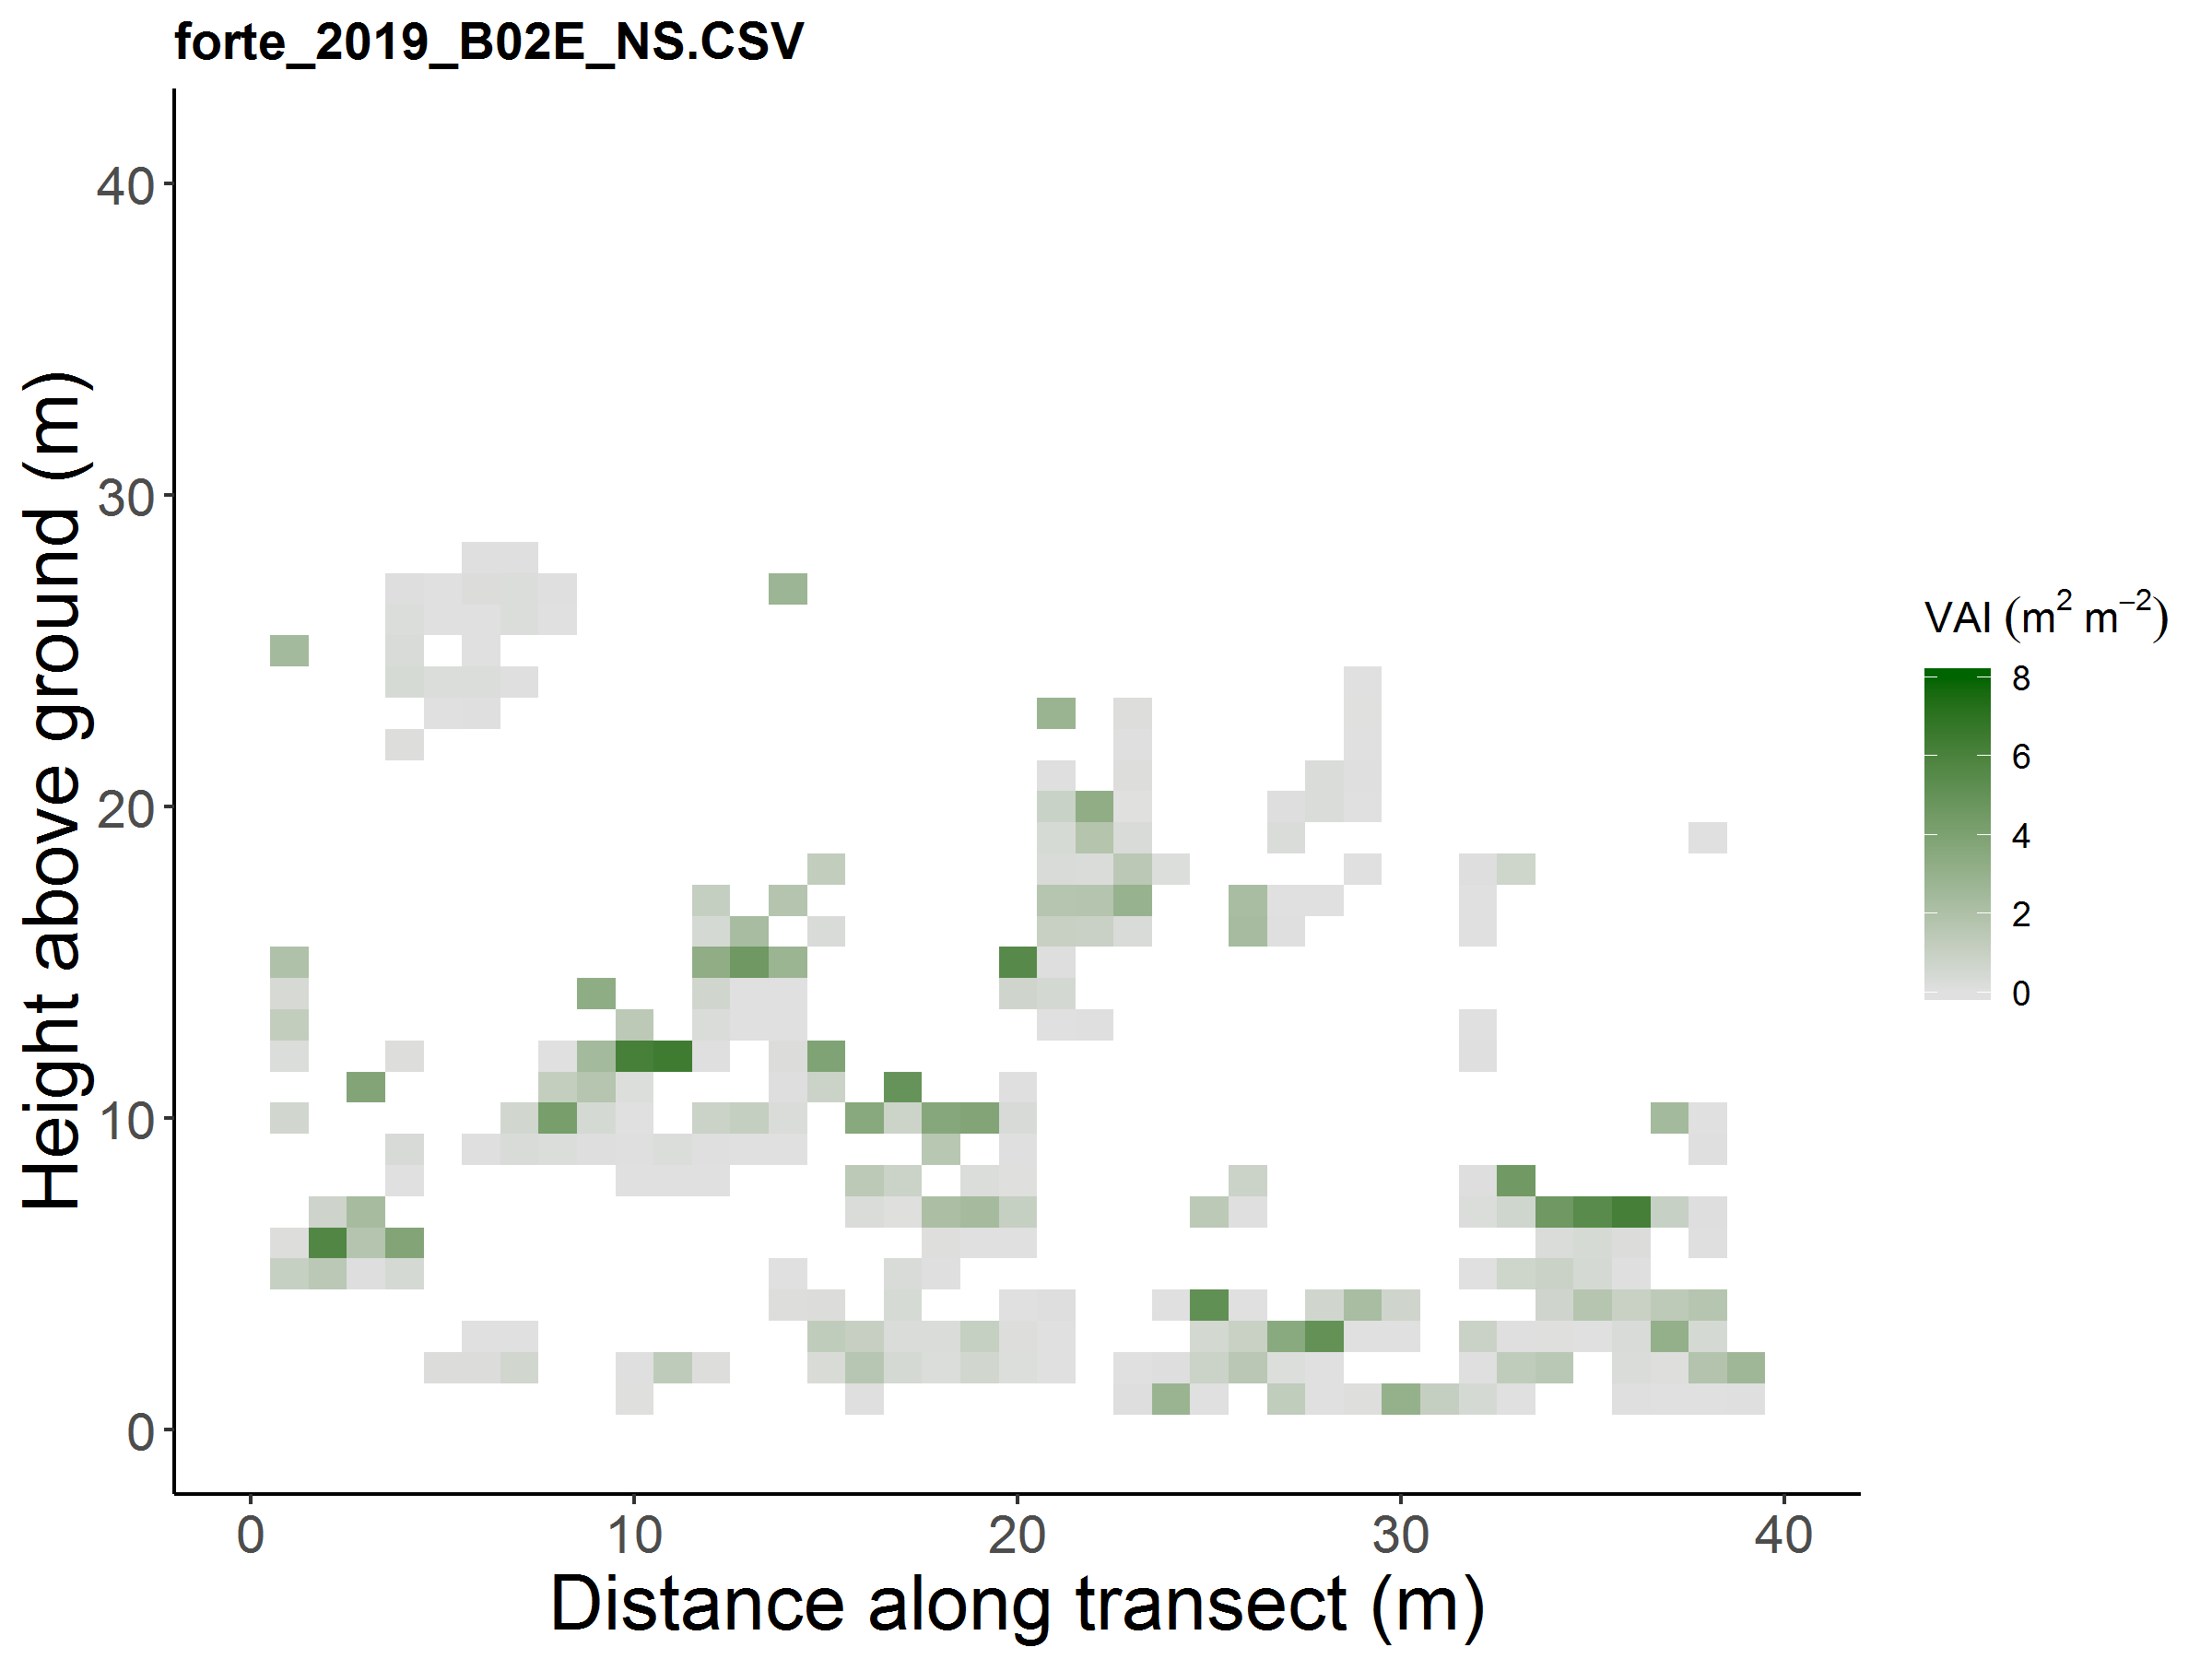 forte_2019_B02E_NS.CSV
40
30
20
10
0
Height above ground (m)
0 10 20 30 40
Distance along transect (m)
VAI (m² m⁻²)
8
6
4
2
0